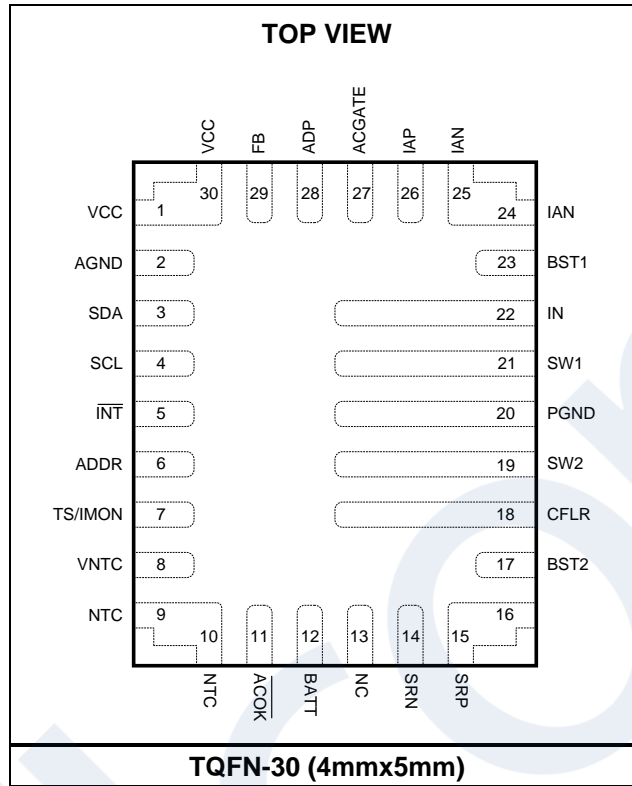 TOP VIEW
VCC FB ADP ACGATE IAP IAN
30 29 28 27 26 25
VCC 1 24 IAN
AGND 2 23 BST1
SDA 3 22 IN
SCL 4 21 SW1
INT 5 20 PGND
ADDR 6 19 SW2
TS/IMON 7 18 CFLR
VNTC 8 17 BST2
NTC 9 16
10 11 12 13 14 15
NTC ACOK BATT NC SRN SRP
TQFN-30 (4mmx5mm)